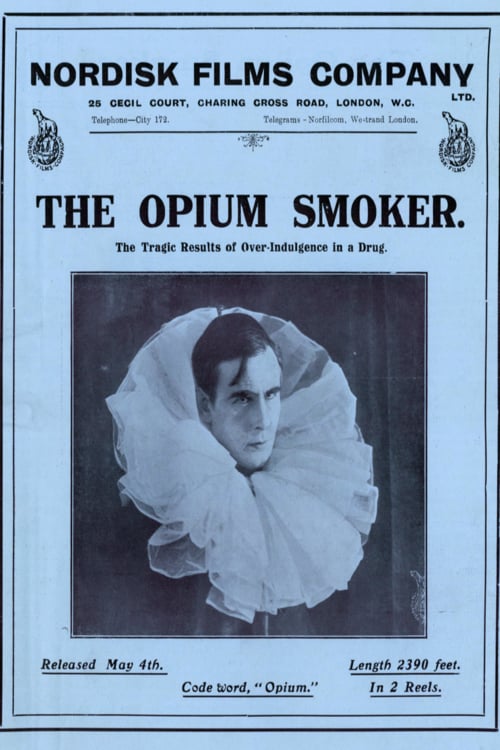 NORDISK FILMS COMPANY
LTD.
25 CECIL COURT, CHARING CROSS ROAD, LONDON, W.C.
Telephone—City 172. Telegrams - Norfilcom, Westrand London.
THE OPIUM SMOKER.
The Tragic Results of Over-Indulgence in a Drug.
Released May 4th. Length 2390 feet.
Code word, "Opium." In 2 Reels.